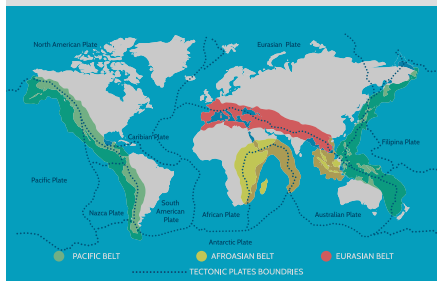 North American Plate
Eurasian Plate
Caribian Plate
Filipina Plate
Pacific Plate
Nazca Plate
South
American
Plate
African Plate
Australian Plate
Antarctic Plate
PACIFIC BELT
AFROASIAN BELT
EURASIAN BELT
TECTONIC PLATES BOUNDRIES